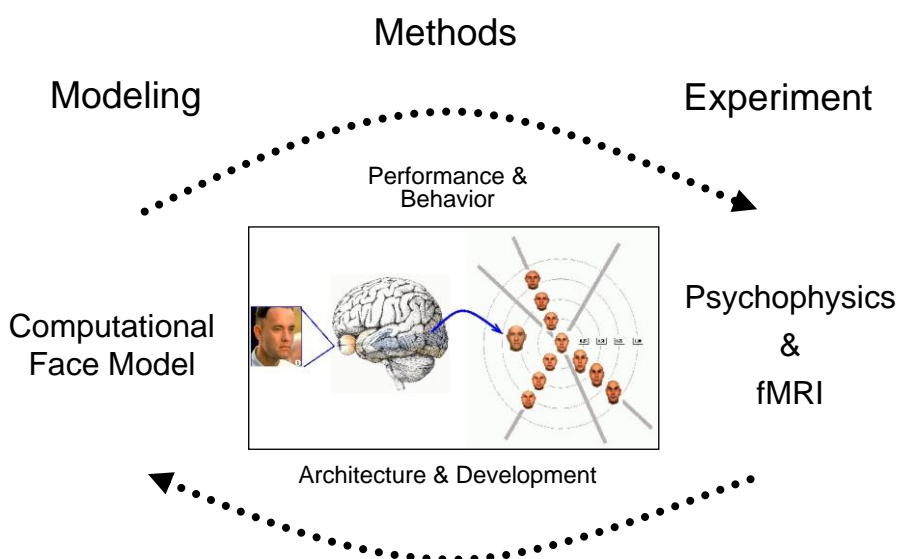 Methods
Modeling
Experiment
Performance &
Behavior
Computational
Face Model
Psychophysics
&
fMRI
Architecture & Development